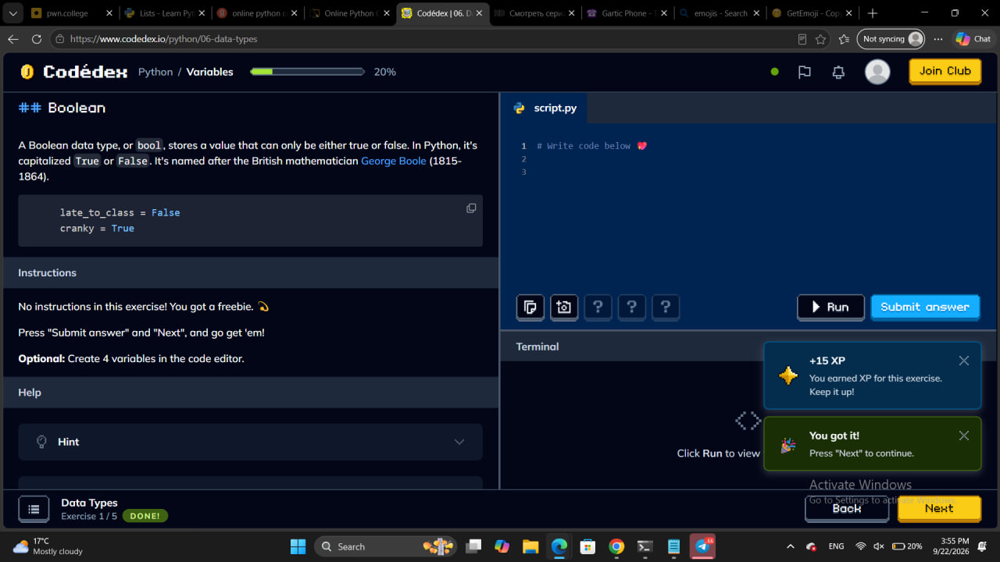 pwn.college
Lists - Learn Pyt
online python c
Online Python C
Codédex | 06. D
Смотреть сери
Gartic Phone -
emojis - Search
GetEmoji - Cop
https://www.codedex.io/python/06-data-types
Not syncing
Chat
Codédex
Python / Variables
20%
Join Club
## Boolean
A Boolean data type, or bool, stores a value that can only be either true or false. In Python, it's
capitalized True or False. It's named after the British mathematician George Boole (1815-
1864).
late_to_class = False
cranky = True
Instructions
No instructions in this exercise! You got a freebie. 💫
Press "Submit answer" and "Next", and go get 'em!
Optional: Create 4 variables in the code editor.
Help
Hint
Data Types
Exercise 1 / 5 DONE!
script.py
1 # Write code below 💖
2
3
? ? ?
Run
Submit answer
Terminal
Click Run to view
+15 XP
You earned XP for this exercise.
Keep it up!
You got it!
Press "Next" to continue.
Activate Windows
Go to Settings to activate Windows.
Back
Next
17°C
Mostly cloudy
Search
66
ENG
20%
3:55 PM
9/22/2026